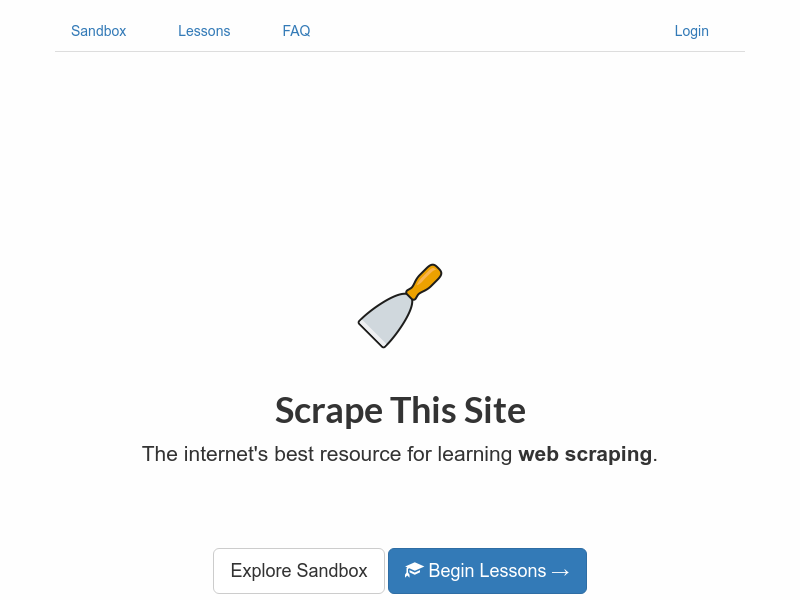 Sandbox Lessons FAQ Login
Scrape This Site
The internet's best resource for learning web scraping.
Explore Sandbox Begin Lessons →